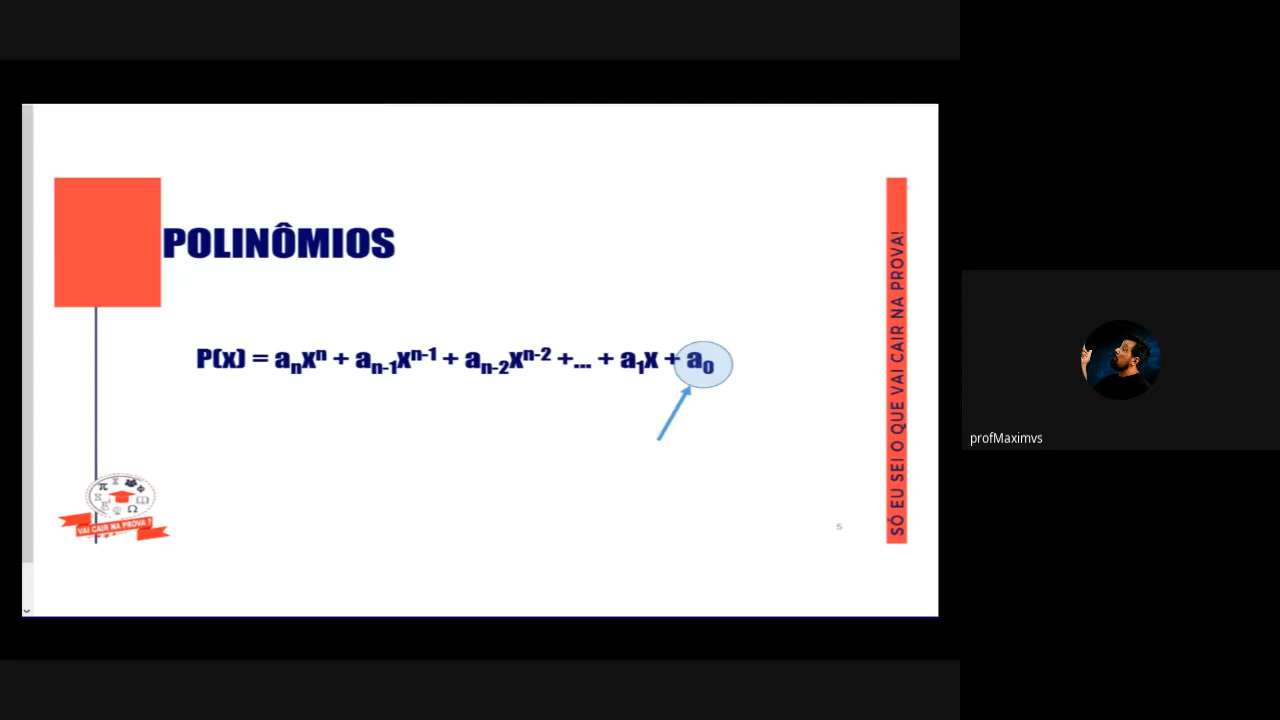 POLINÔMIOS
P(x) = aₙxⁿ + aₙ₋₁xⁿ⁻¹ + aₙ₋₂xⁿ⁻² +... + a₁x + a₀
SÓ EU SEI O QUE VAI CAIR NA PROVA!
VAI CAIR NA PROVA ?
5
profMaximvs